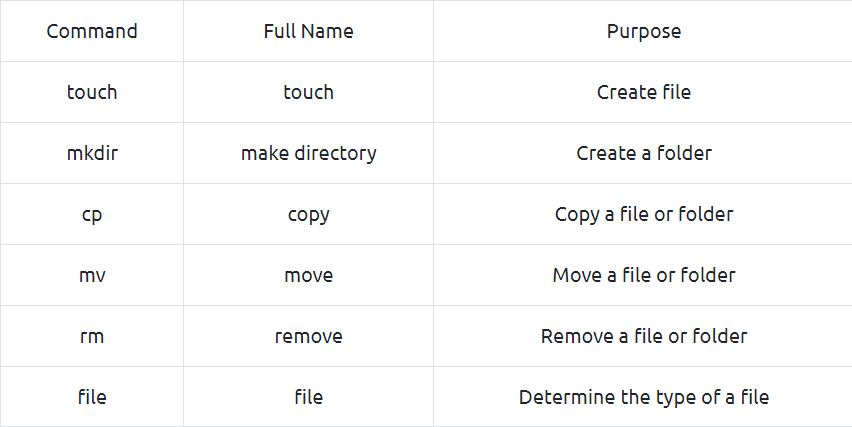 Command Full Name Purpose
touch touch Create file
mkdir make directory Create a folder
cp copy Copy a file or folder
mv move Move a file or folder
rm remove Remove a file or folder
file file Determine the type of a file